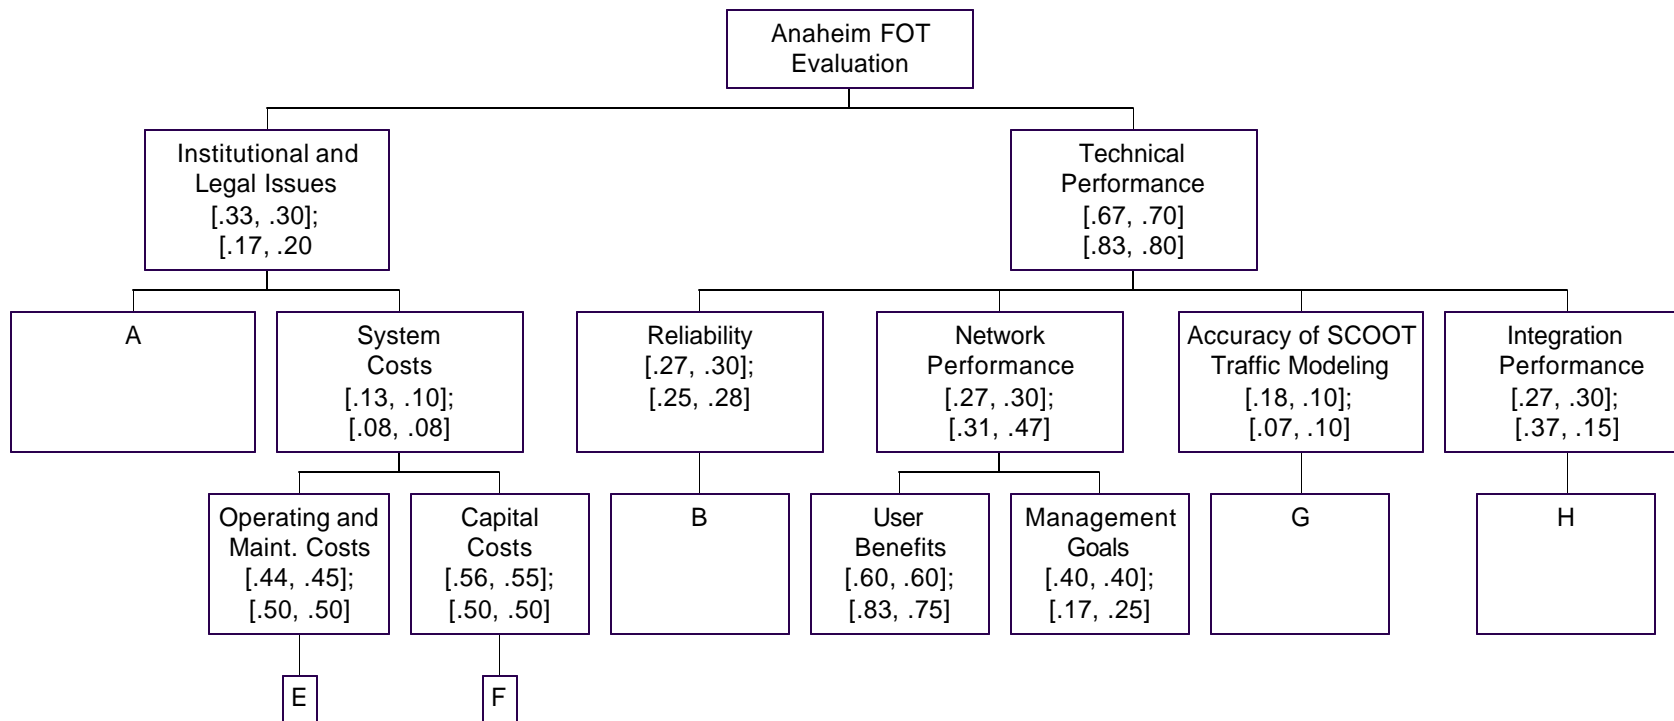 Anaheim FOT
Evaluation
Institutional and
Legal Issues
[.33, .30];
[.17, .20
Technical
Performance
[.67, .70]
[.83, .80]
A
System
Costs
[.13, .10];
[.08, .08]
Reliability
[.27, .30];
[.25, .28]
Network
Performance
[.27, .30];
[.31, .47]
Accuracy of SCOOT
Traffic Modeling
[.18, .10];
[.07, .10]
Integration
Performance
[.27, .30];
[.37, .15]
Operating and
Maint. Costs
[.44, .45];
[.50, .50]
Capital
Costs
[.56, .55];
[.50, .50]
B
User
Benefits
[.60, .60];
[.83, .75]
Management
Goals
[.40, .40];
[.17, .25]
G
H
E
F